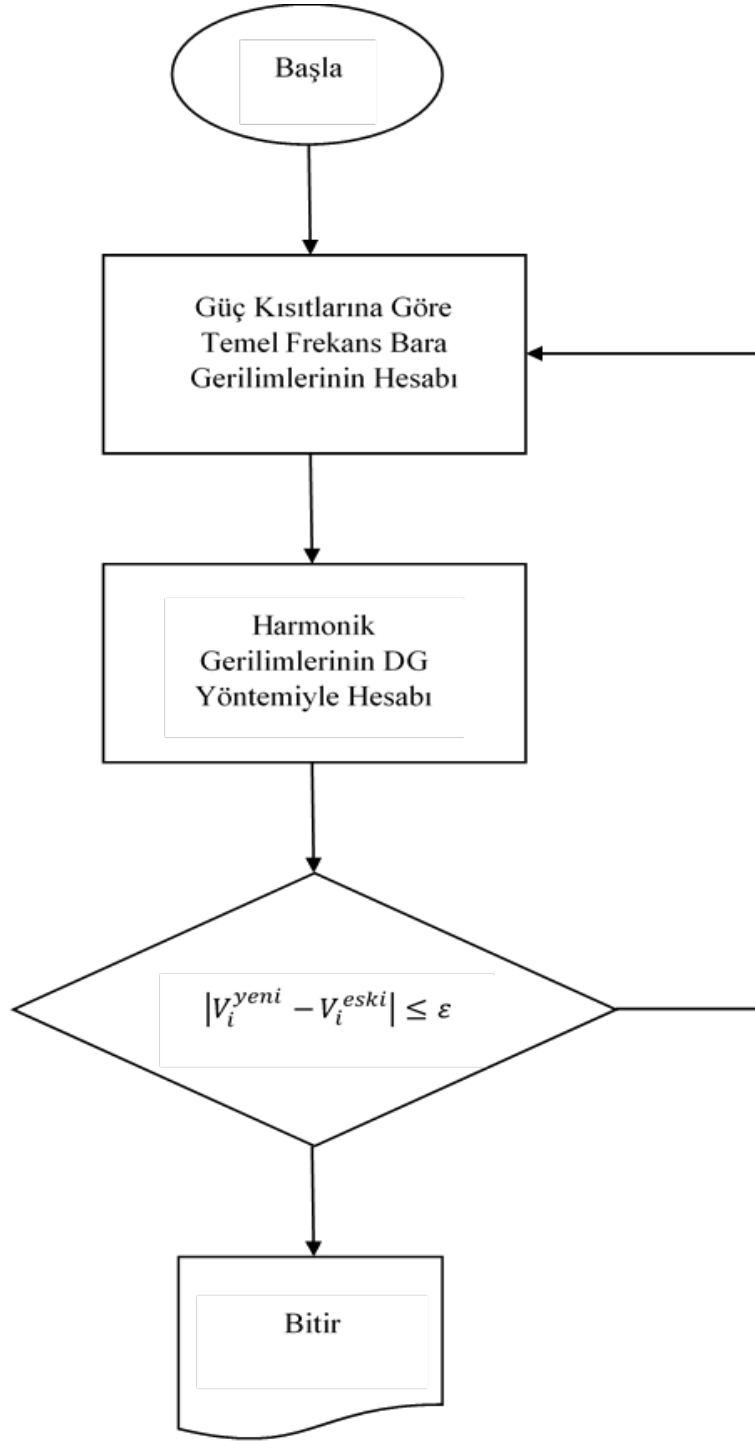 Başla
Güç Kısıtlarına Göre
Temel Frekans Bara
Gerilimlerinin Hesabı
Harmonik
Gerilimlerinin DG
Yöntemiyle Hesabı
|V_i^{yeni} − V_i^{eski}| ≤ ε
Bitir